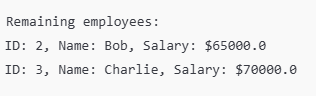 Remaining employees:
ID: 2, Name: Bob, Salary: $65000.0
ID: 3, Name: Charlie, Salary: $70000.0